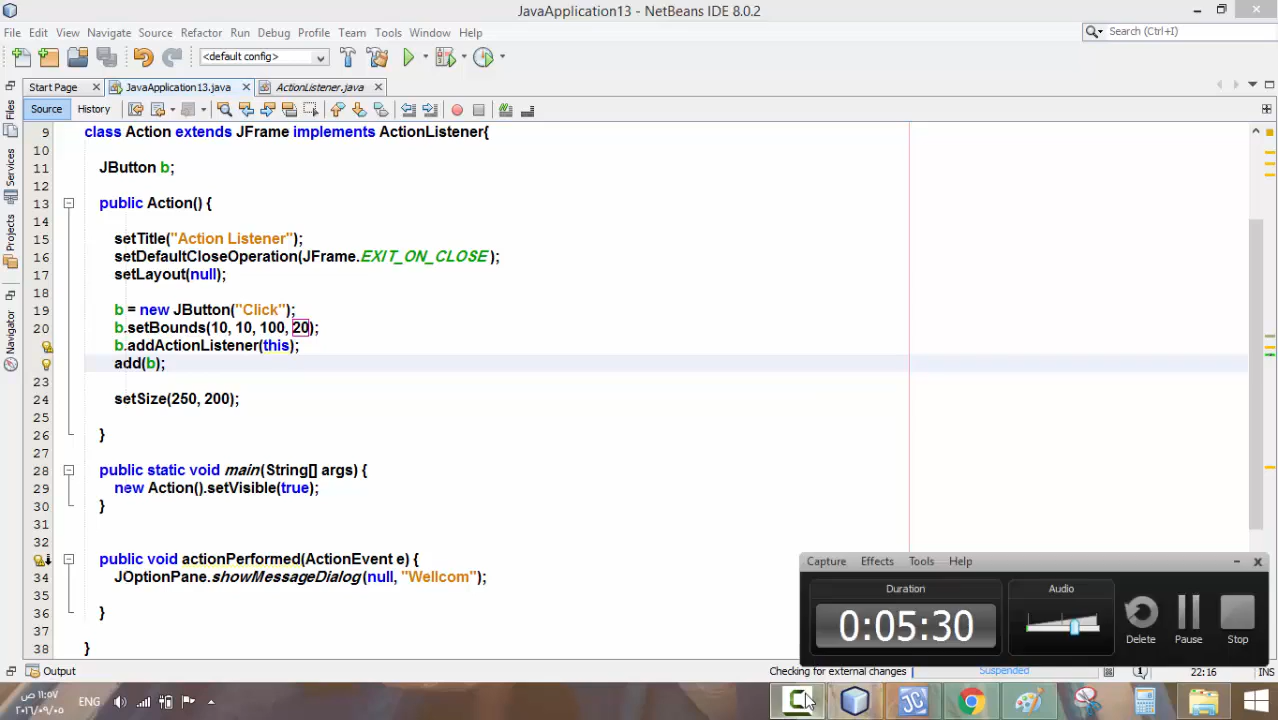 JavaApplication13 - NetBeans IDE 8.0.2
File Edit View Navigate Source Refactor Run Debug Profile Team Tools Window Help
Search (Ctrl+I)
<default config>
Start Page JavaApplication13.java ActionListener.java
Source History
Files
Services
Projects
Navigator
9 class Action extends JFrame implements ActionListener{
10
11 JButton b;
12
13 public Action() {
14
15 setTitle("Action Listener");
16 setDefaultCloseOperation(JFrame.EXIT_ON_CLOSE );
17 setLayout(null);
18
19 b = new JButton("Click");
20 b.setBounds(10, 10, 100, 20);
b.addActionListener(this);
add(b);
23
24 setSize(250, 200);
25
26 }
27
28 public static void main(String[] args) {
29 new Action().setVisible(true);
30 }
31
32
public void actionPerformed(ActionEvent e) {
34 JOptionPane.showMessageDialog(null, "Wellcom");
35
36 }
37
38 }
Capture Effects Tools Help
Duration
0:05:30
Audio
Delete Pause Stop
Output
Checking for external changes Suspended 1 22:16 INS
ENG
١١:٥٧ ص
٢٠١٦/٠٩/٠٥